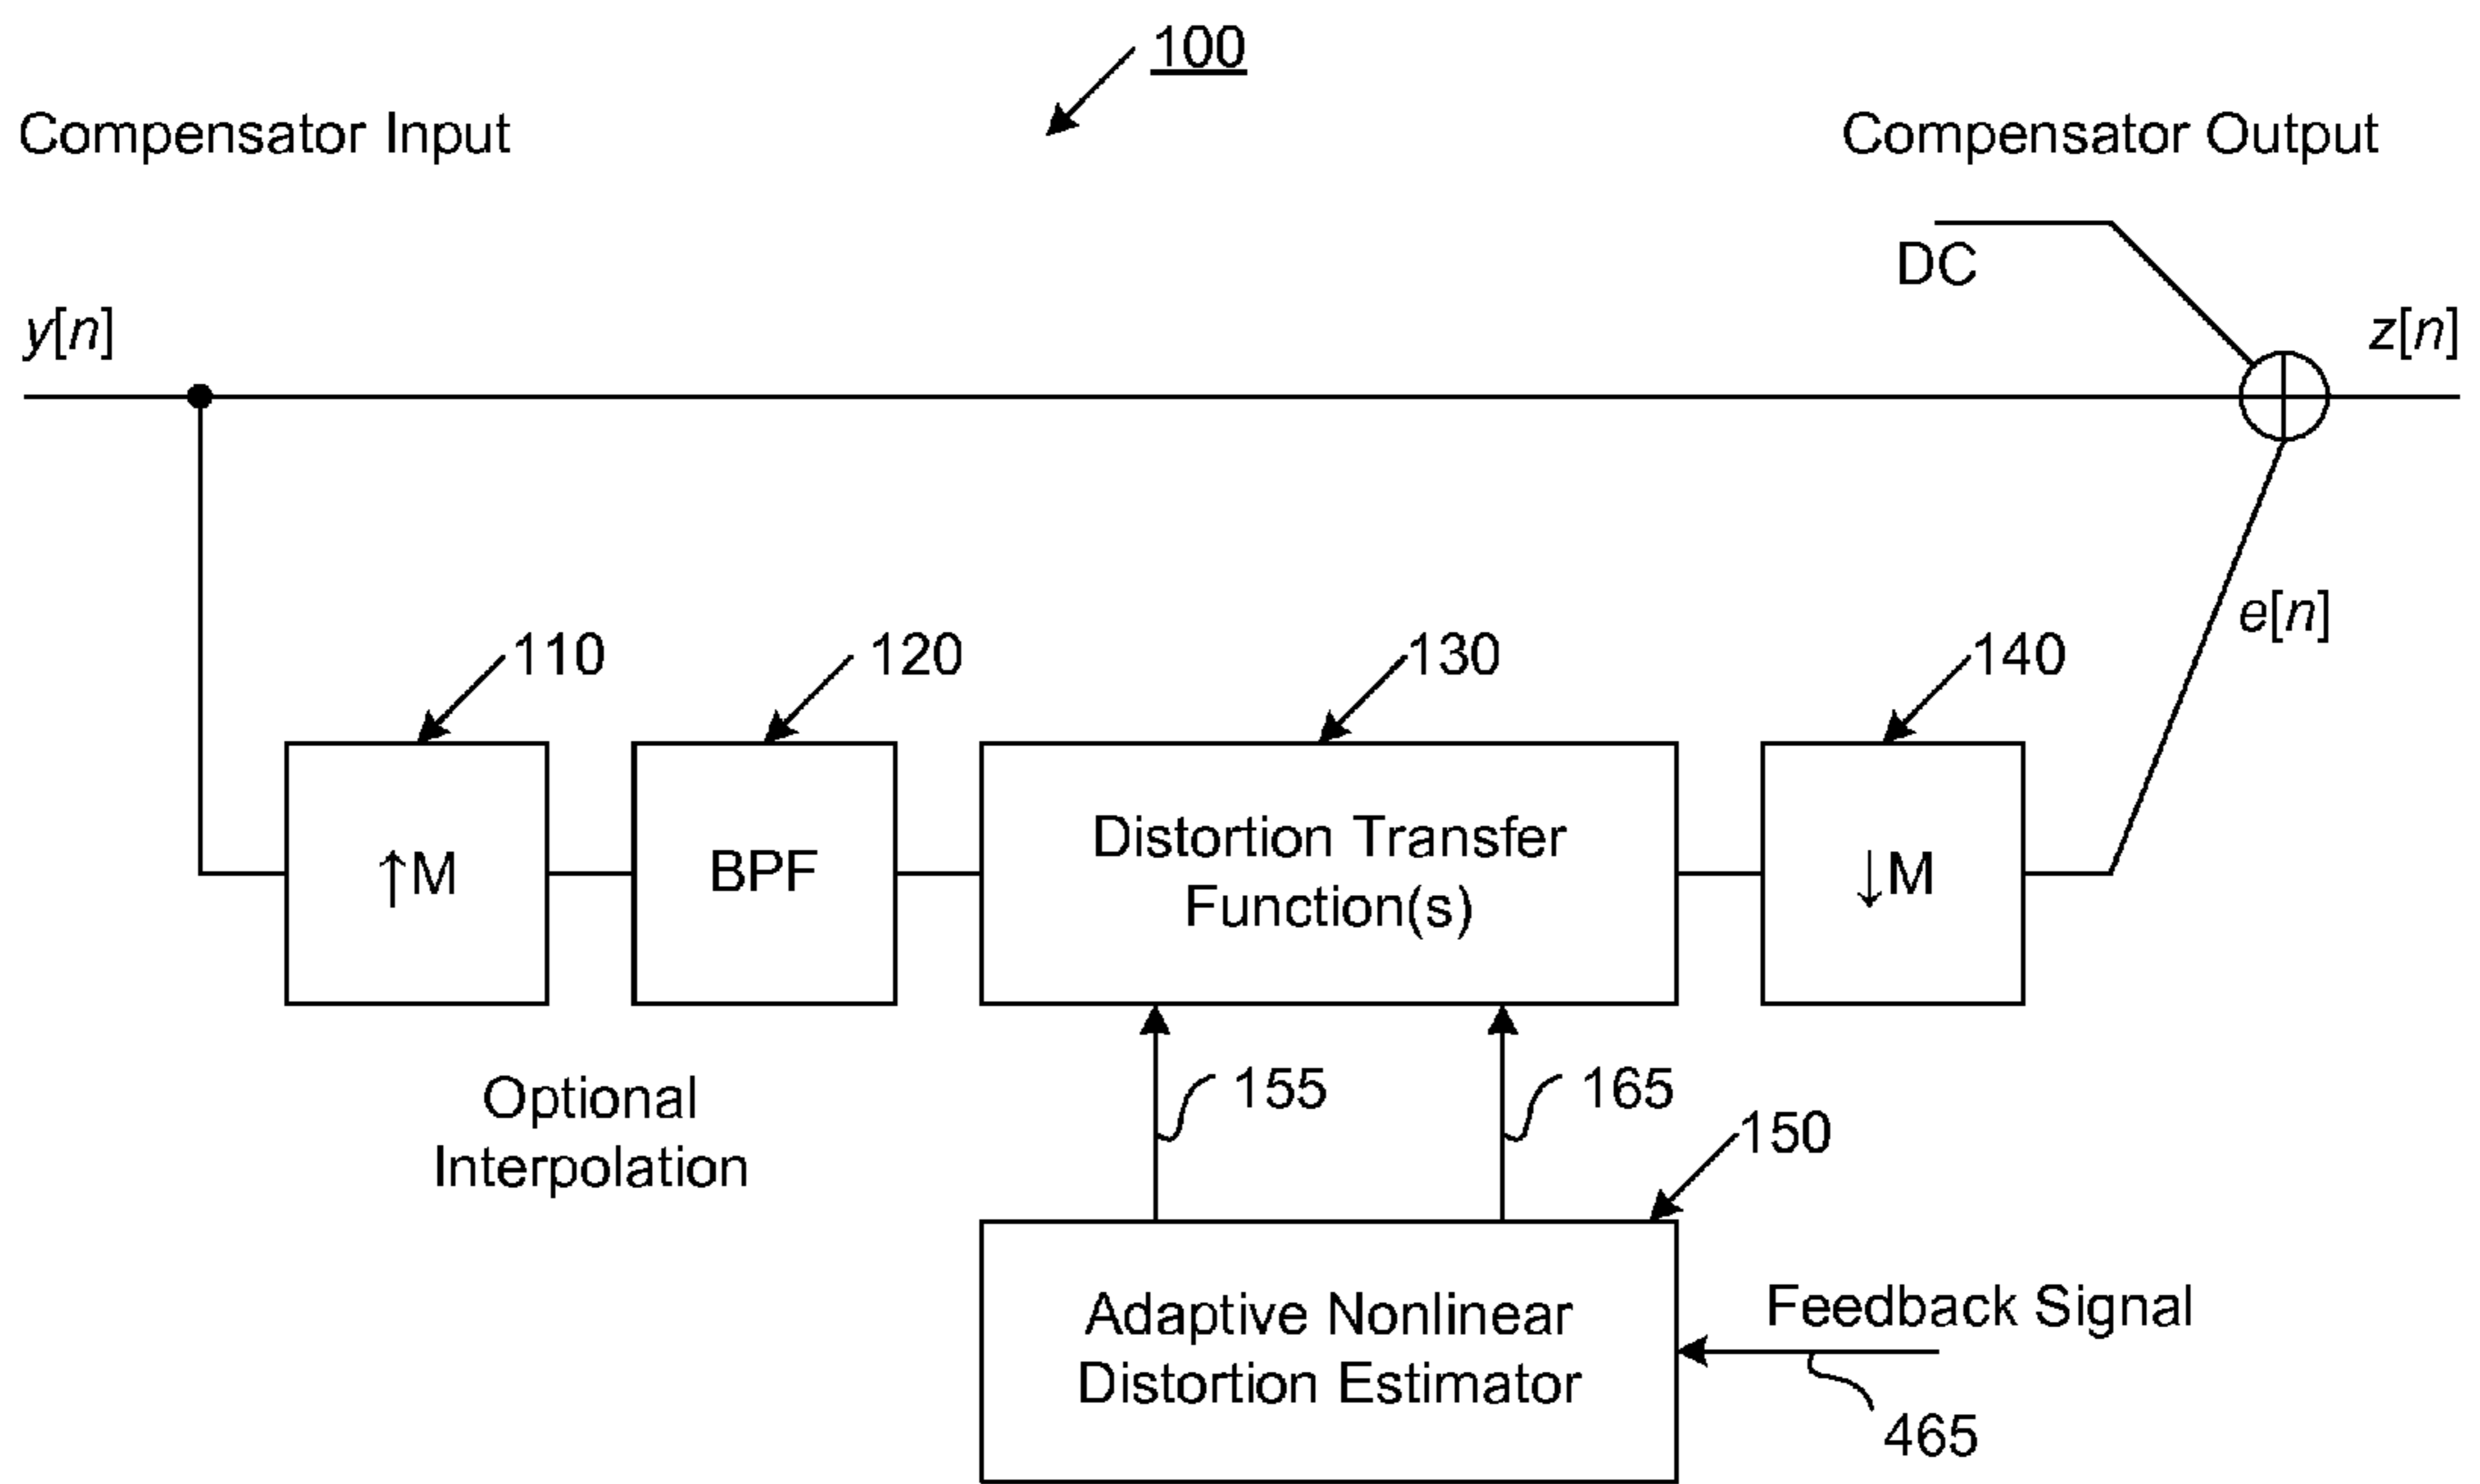 100
Compensator Input
Compensator Output
DC
y[n]
z[n]
e[n]
110
120
130
140
↑M
BPF
Distortion Transfer
Function(s)
↓M
Optional
Interpolation
155
165
150
Adaptive Nonlinear
Distortion Estimator
Feedback Signal
465